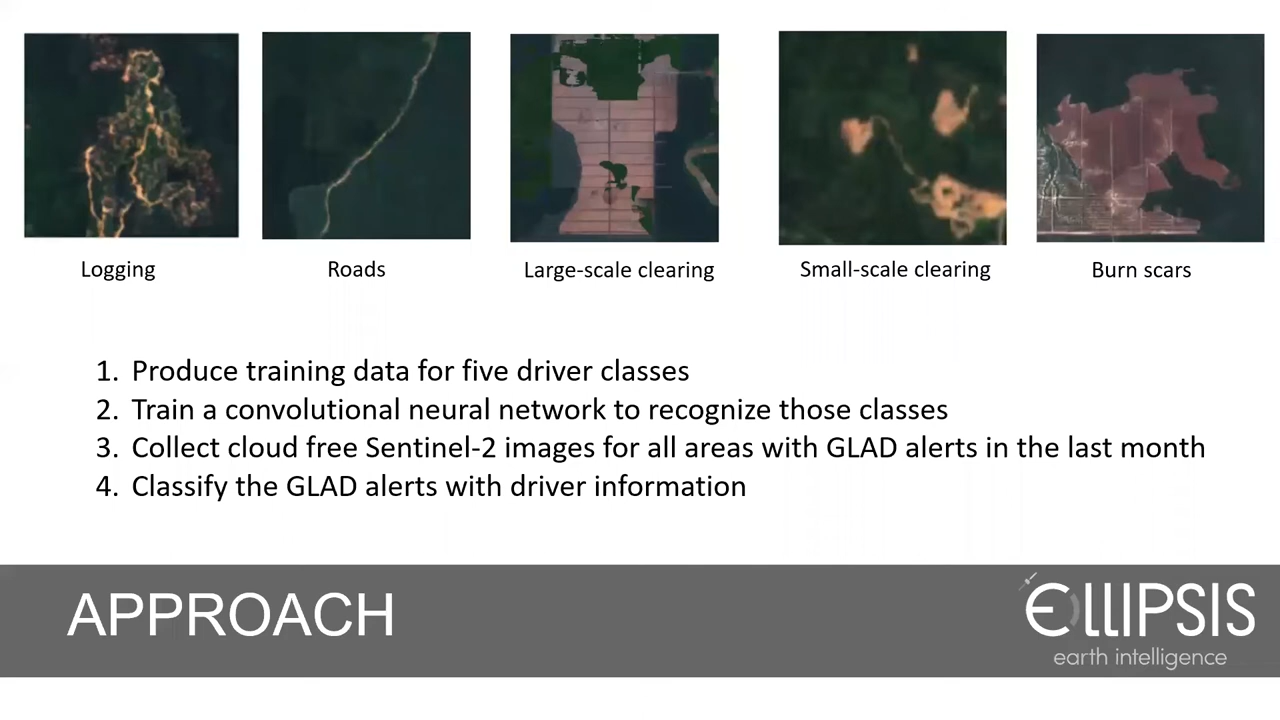 Logging
Roads
Large-scale clearing
Small-scale clearing
Burn scars
1. Produce training data for five driver classes
2. Train a convolutional neural network to recognize those classes
3. Collect cloud free Sentinel-2 images for all areas with GLAD alerts in the last month
4. Classify the GLAD alerts with driver information
APPROACH
ELLIPSIS
earth intelligence